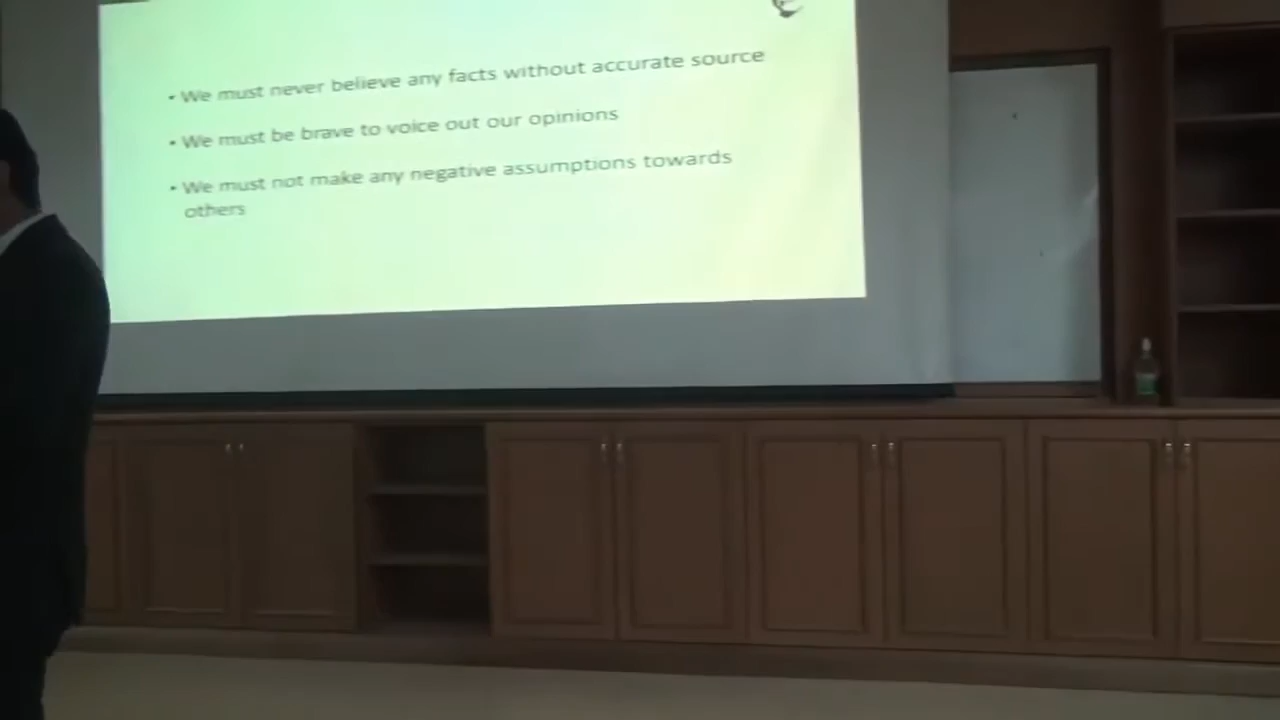 • We must never believe any facts without accurate source
• We must be brave to voice out our opinions
• We must not make any negative assumptions towards
others